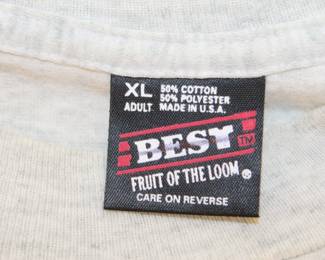 XL
ADULT
50% COTTON
50% POLYESTER
MADE IN U.S.A.
BEST TM
FRUIT OF THE LOOM ®
CARE ON REVERSE